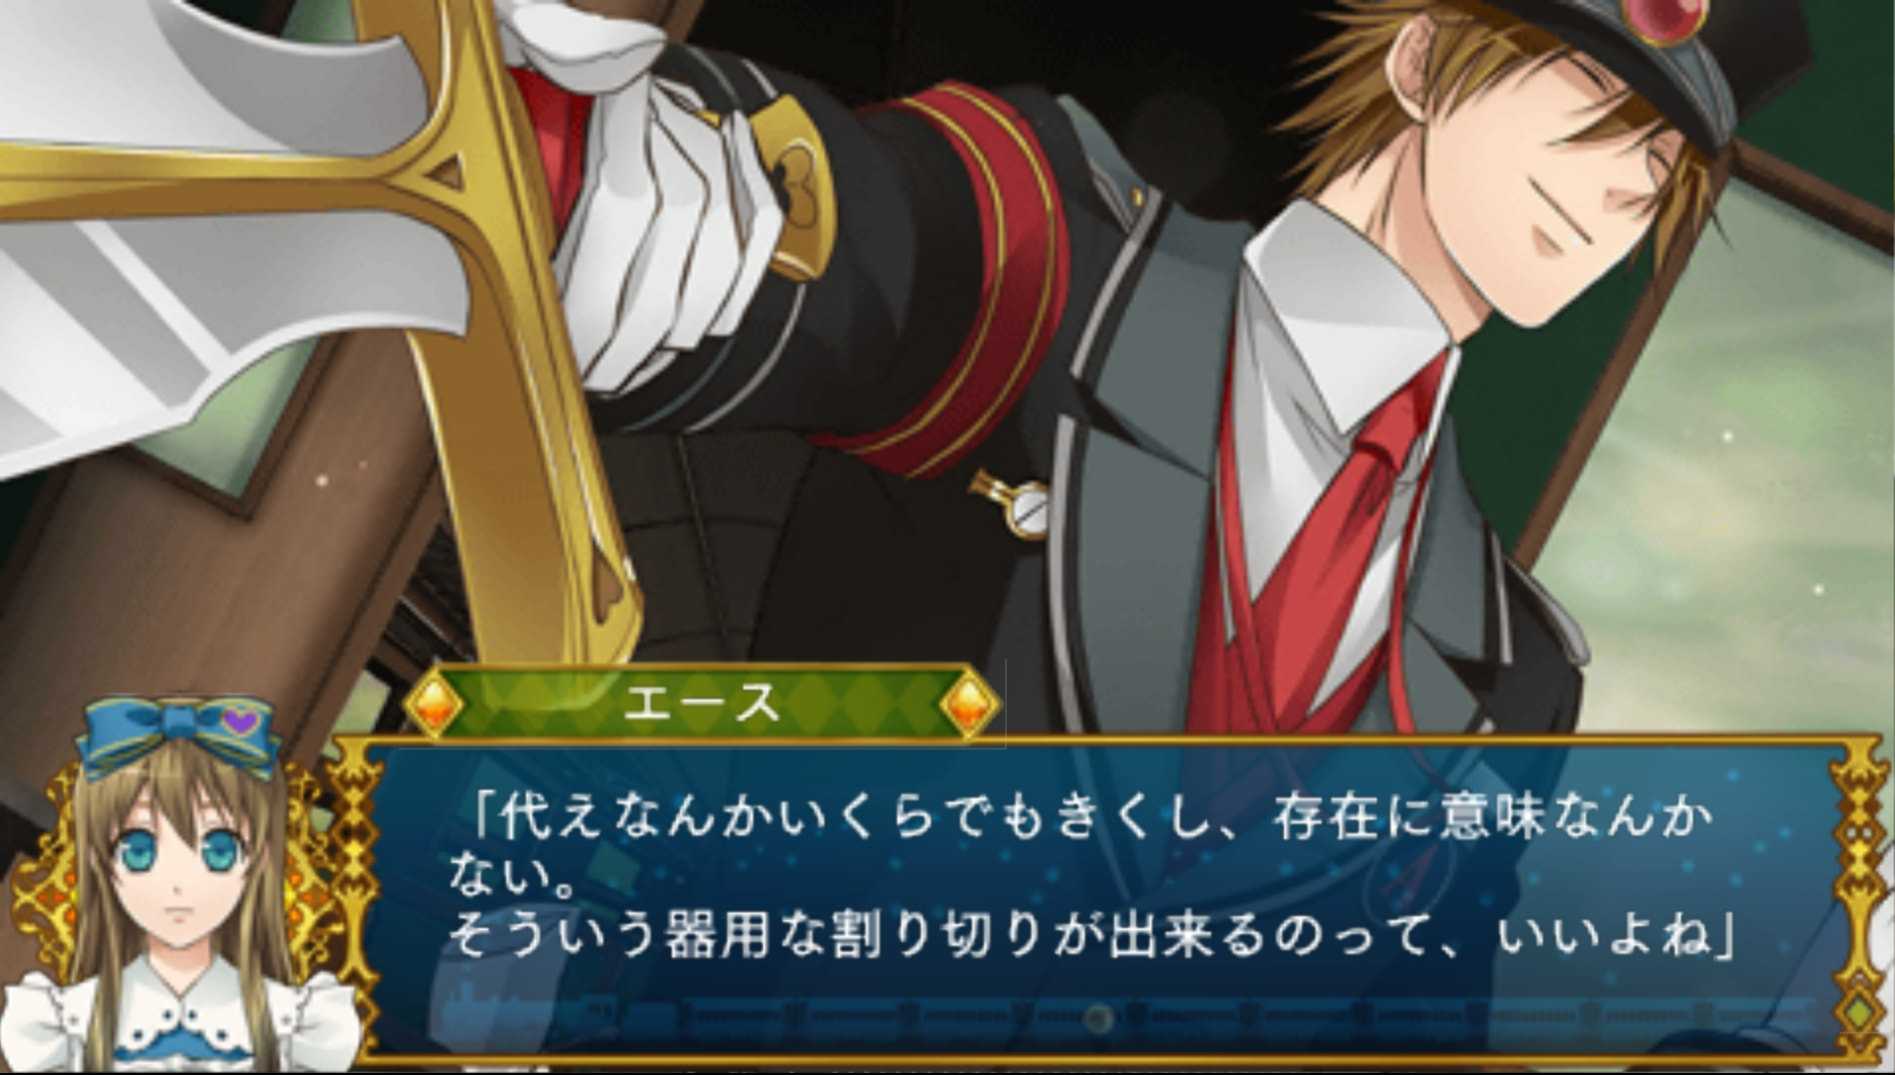 エース
「代えなんかいくらでもきくし、存在に意味なんか
ない。
そういう器用な割り切りが出来るのって、いいよね」